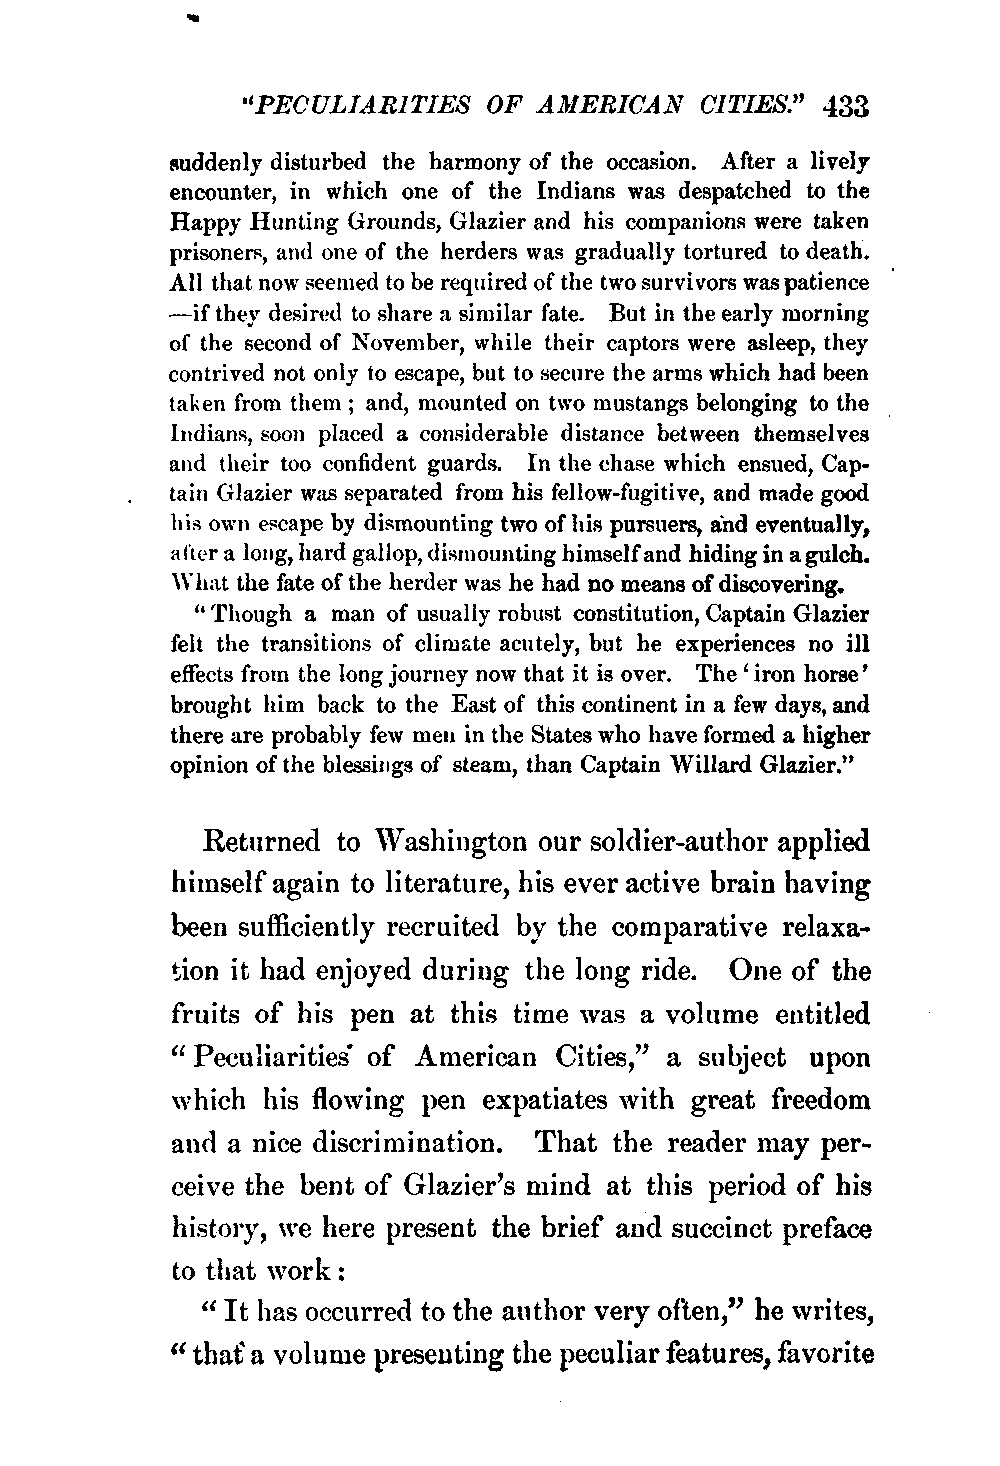 "PECULIARITIES OF AMERICAN CITIES." 433
suddenly disturbed the harmony of the occasion. After a lively
encounter, in which one of the Indians was despatched to the
Happy Hunting Grounds, Glazier and his companions were taken
prisoners, and one of the herders was gradually tortured to death.
All that now seemed to be required of the two survivors was patience
—if they desired to share a similar fate. But in the early morning
of the second of November, while their captors were asleep, they
contrived not only to escape, but to secure the arms which had been
taken from them ; and, mounted on two mustangs belonging to the
Indians, soon placed a considerable distance between themselves
and their too confident guards. In the chase which ensued, Cap-
tain Glazier was separated from his fellow-fugitive, and made good
his own escape by dismounting two of his pursuers, and eventually,
after a long, hard gallop, dismounting himself and hiding in a gulch.
What the fate of the herder was he had no means of discovering.
"Though a man of usually robust constitution, Captain Glazier
felt the transitions of climate acutely, but he experiences no ill
effects from the long journey now that it is over. The 'iron horse'
brought him back to the East of this continent in a few days, and
there are probably few men in the States who have formed a higher
opinion of the blessings of steam, than Captain Willard Glazier."
Returned to Washington our soldier-author applied
himself again to literature, his ever active brain having
been sufficiently recruited by the comparative relaxa-
tion it had enjoyed during the long ride. One of the
fruits of his pen at this time was a volume entitled
"Peculiarities of American Cities," a subject upon
which his flowing pen expatiates with great freedom
and a nice discrimination. That the reader may per-
ceive the bent of Glazier's mind at this period of his
history, we here present the brief and succinct preface
to that work:
"It has occurred to the author very often," he writes,
"that a volume presenting the peculiar features, favorite